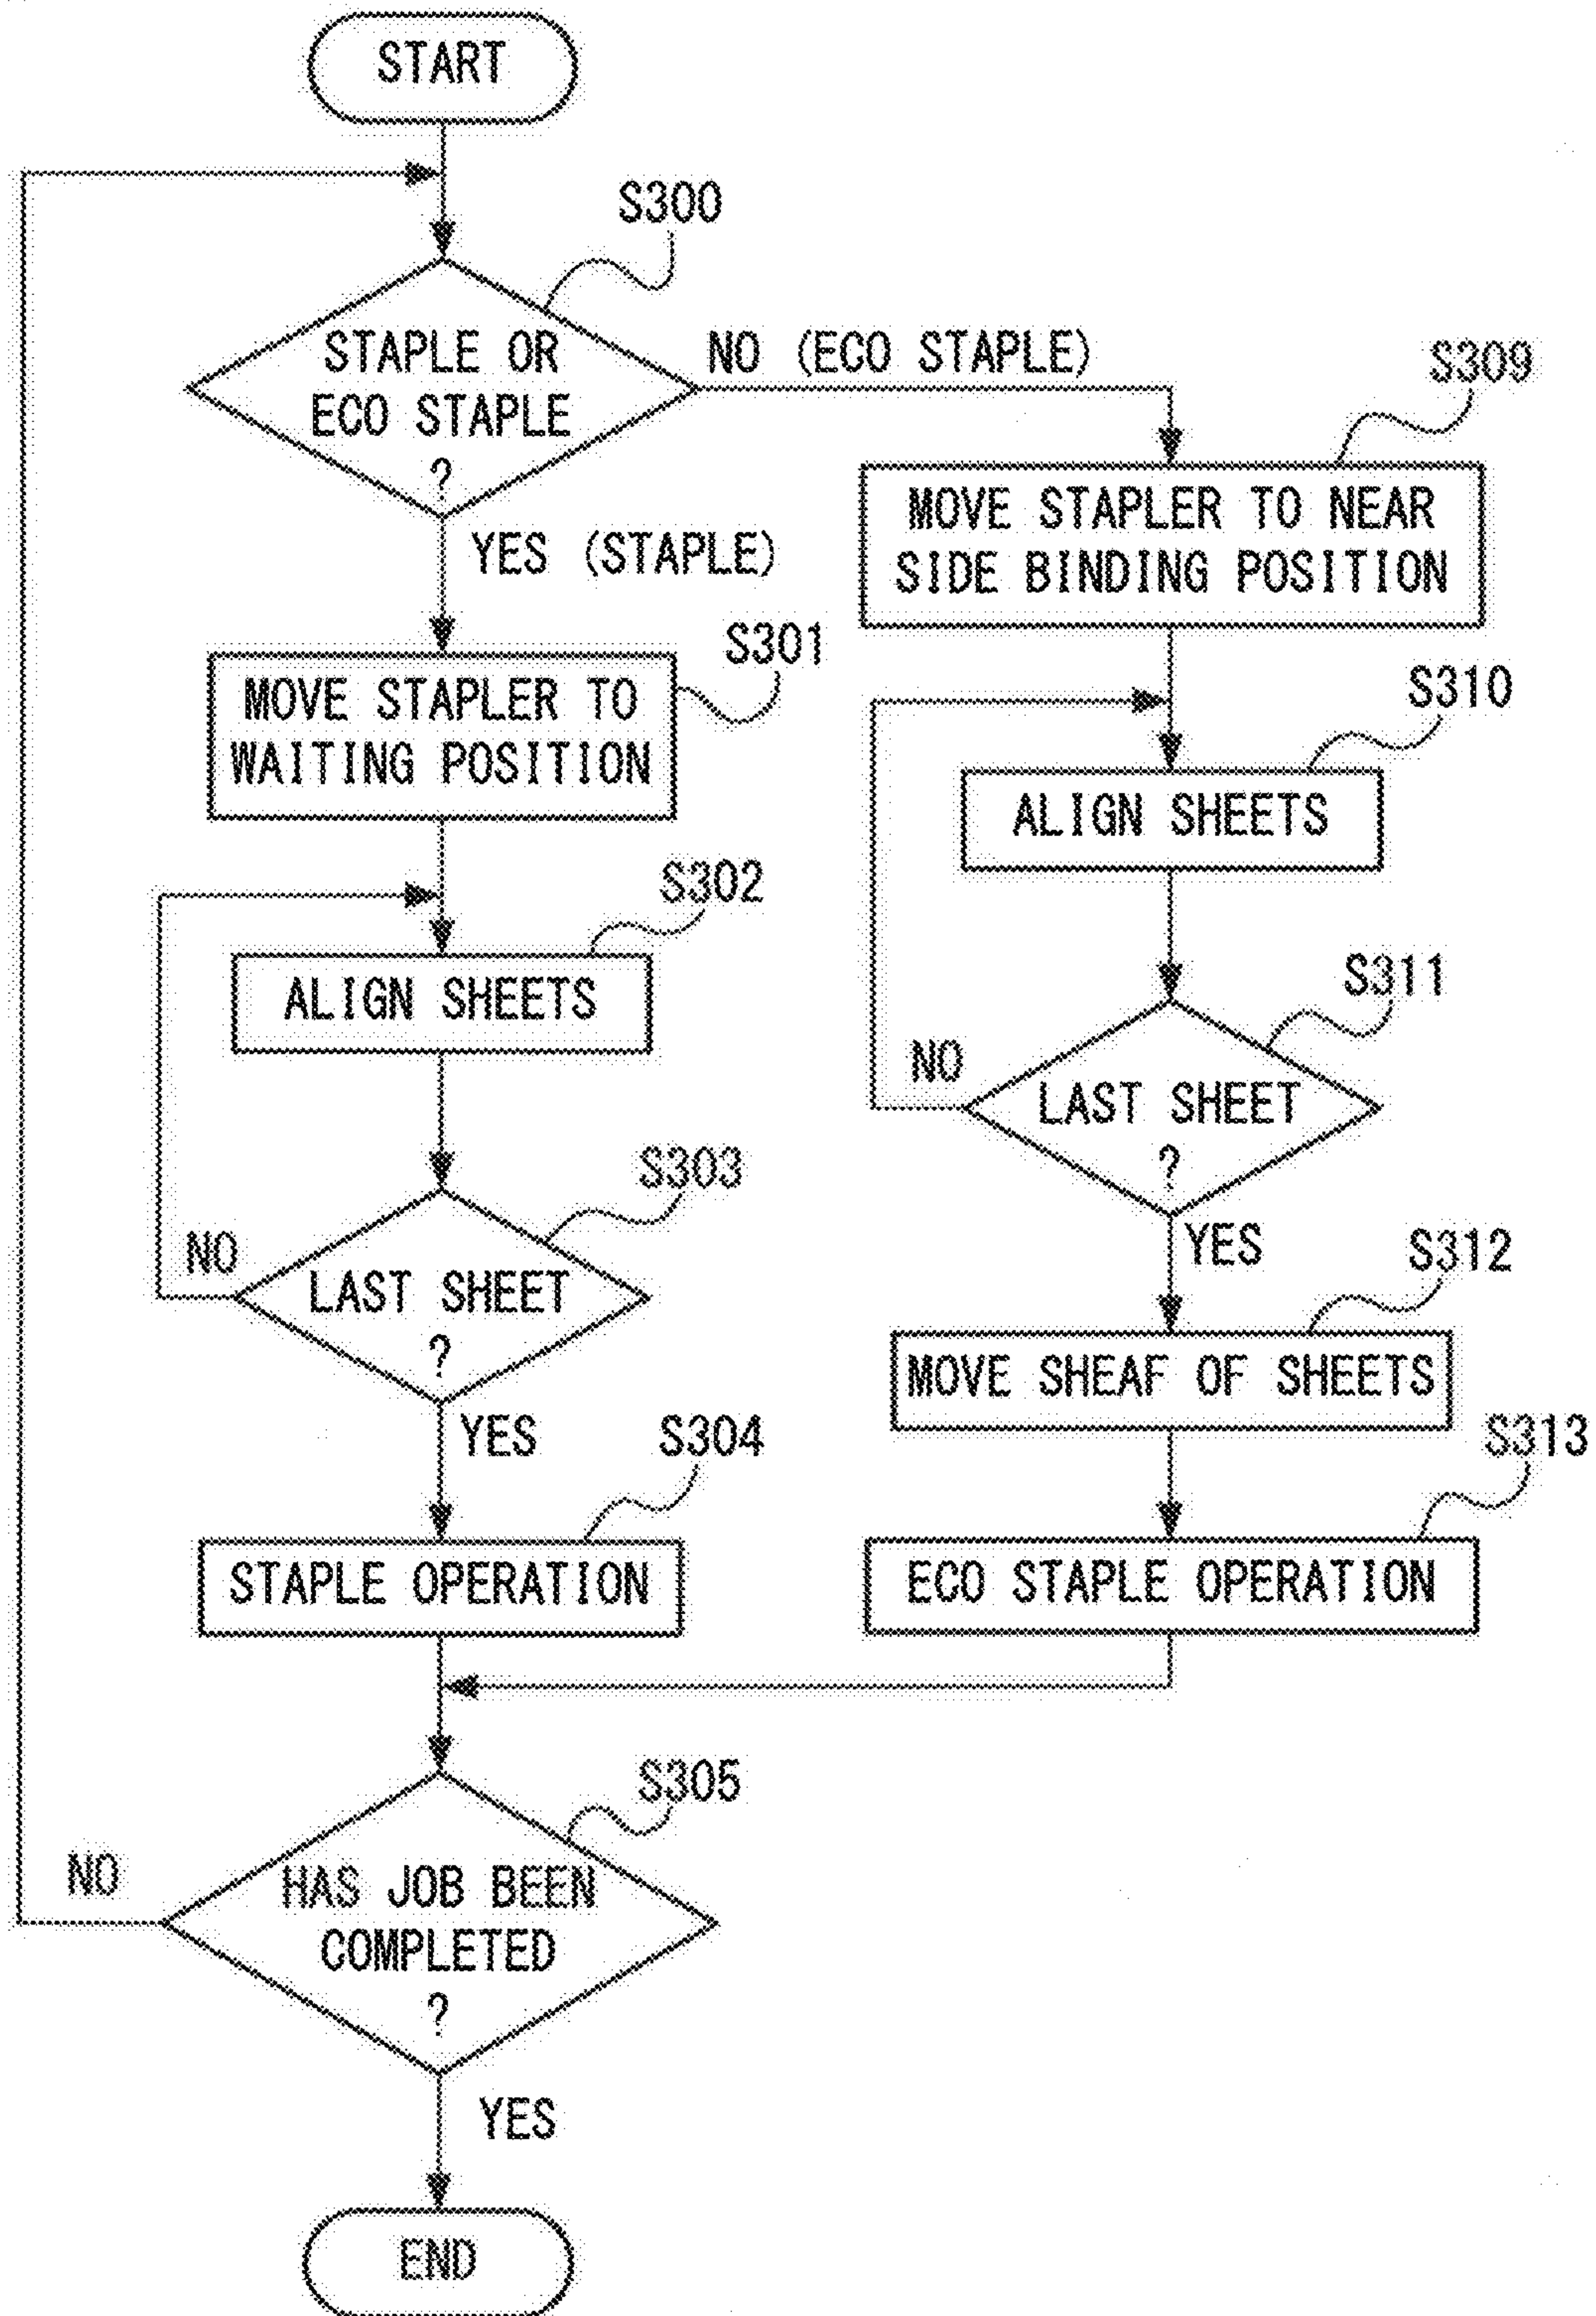 START
S300
STAPLE OR
ECO STAPLE
?
NO (ECO STAPLE)
YES (STAPLE)
S301
MOVE STAPLER TO
WAITING POSITION
S302
ALIGN SHEETS
S303
LAST SHEET
?
NO
YES
S304
STAPLE OPERATION
S309
MOVE STAPLER TO NEAR
SIDE BINDING POSITION
S310
ALIGN SHEETS
S311
LAST SHEET
?
NO
YES
S312
MOVE SHEAF OF SHEETS
S313
ECO STAPLE OPERATION
S305
HAS JOB BEEN
COMPLETED
?
NO
YES
END